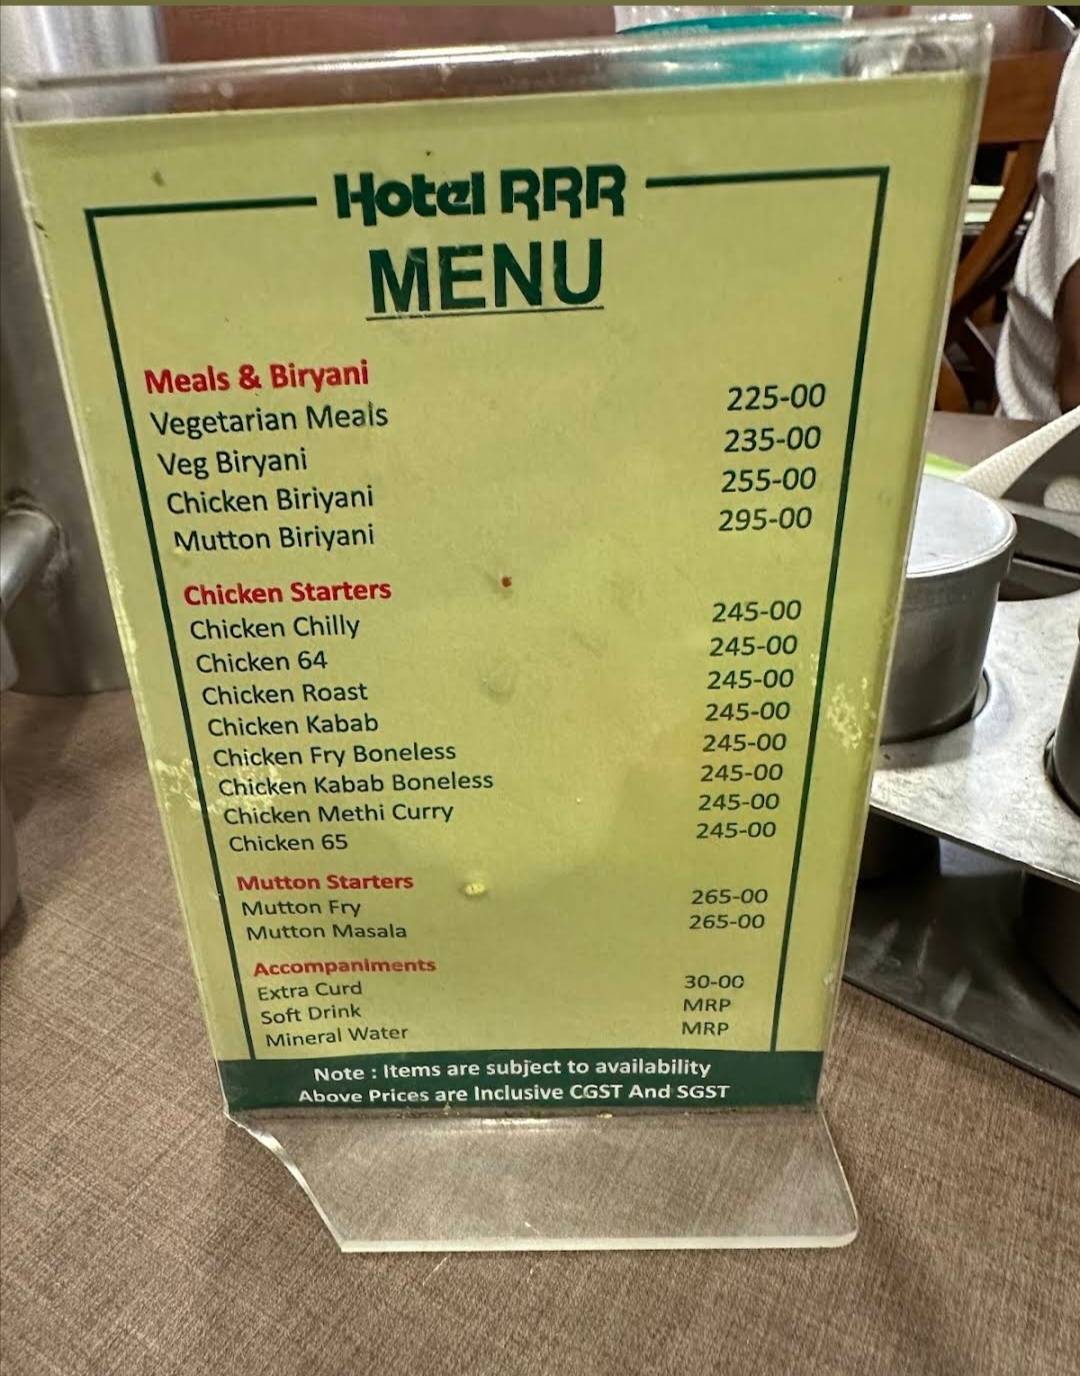 Hotel RRR
MENU
Meals & Biryani
Vegetarian Meals 225-00
Veg Biryani 235-00
Chicken Biriyani 255-00
Mutton Biriyani 295-00
Chicken Starters
Chicken Chilly 245-00
Chicken 64 245-00
Chicken Roast 245-00
Chicken Kabab 245-00
Chicken Fry Boneless 245-00
Chicken Kabab Boneless 245-00
Chicken Methi Curry 245-00
Chicken 65 245-00
Mutton Starters
Mutton Fry 265-00
Mutton Masala 265-00
Accompaniments
Extra Curd 30-00
Soft Drink MRP
Mineral Water MRP
Note : Items are subject to availability
Above Prices are Inclusive CGST And SGST